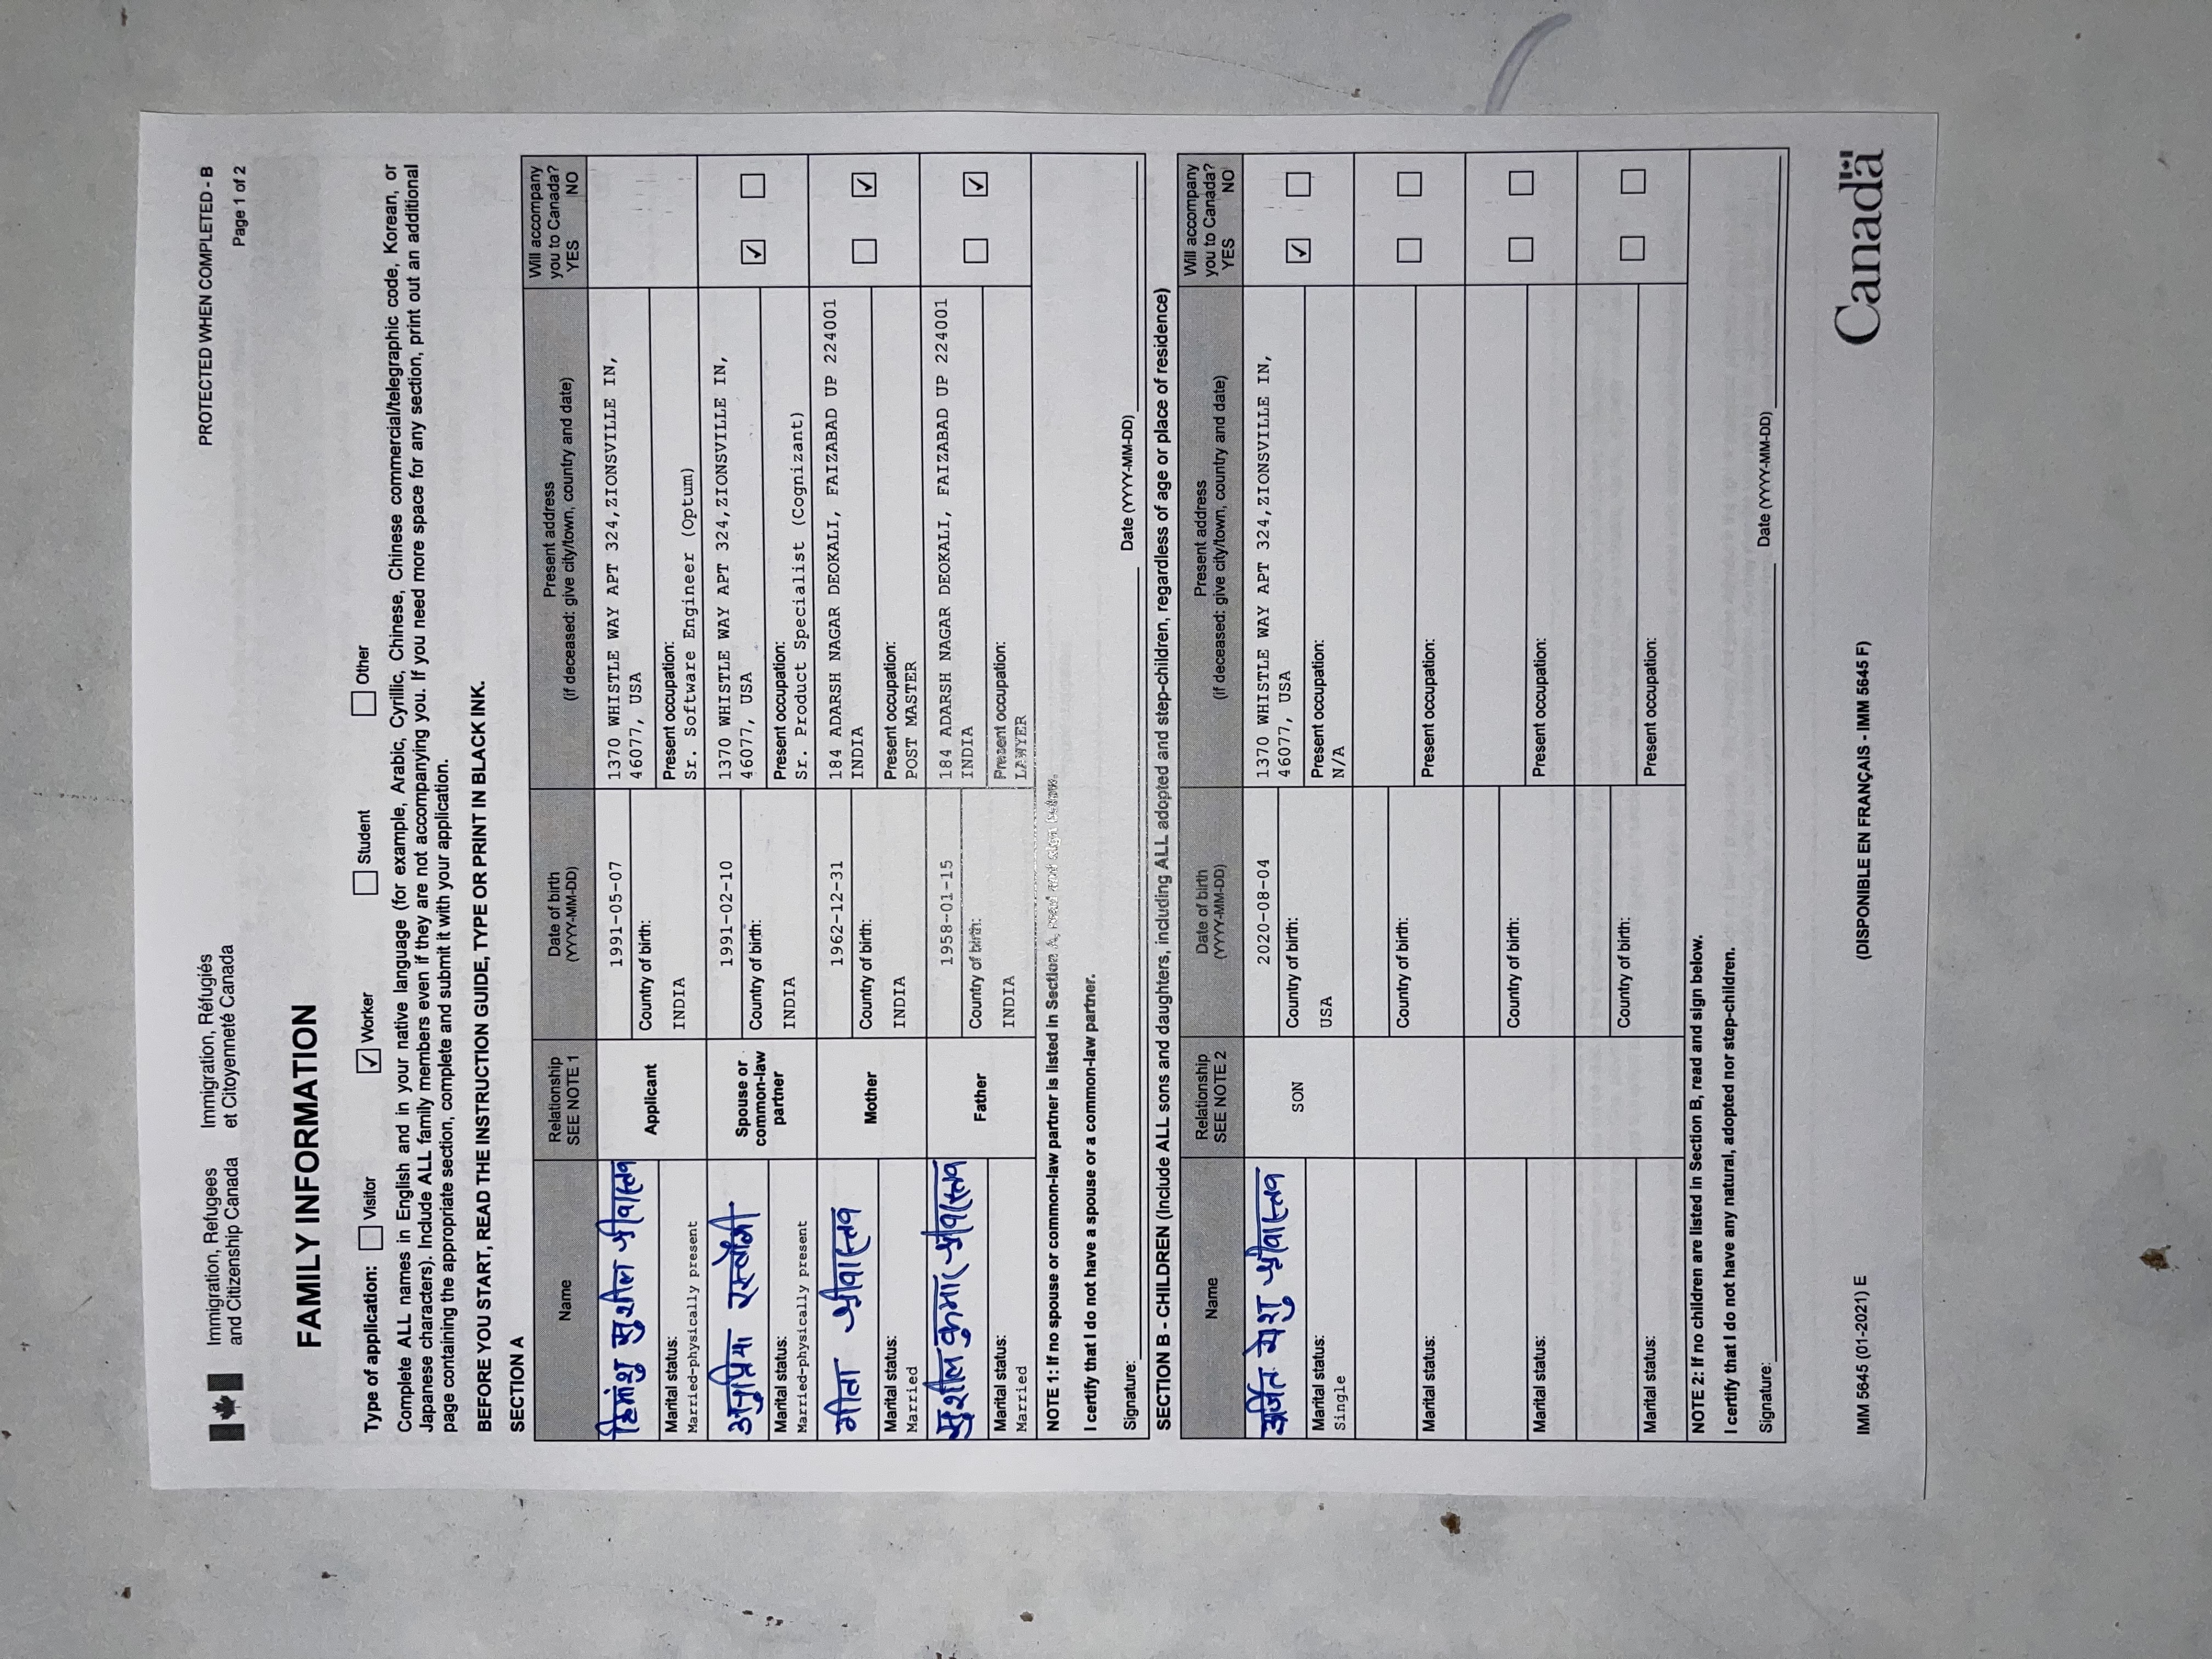 Immigration, Refugees and Citizenship Canada
Immigration, Réfugiés et Citoyenneté Canada
PROTECTED WHEN COMPLETED - B
Page 1 of 2
FAMILY INFORMATION
Type of application: Visitor ✓ Worker Student Other
Complete ALL names in English and in your native language (for example, Arabic, Cyrillic, Chinese, Chinese commercial/telegraphic code, Korean, or
Japanese characters). Include ALL family members even if they are not accompanying you. If you need more space for any section, print out an additional
page containing the appropriate section, complete and submit it with your application.
BEFORE YOU START, READ THE INSTRUCTION GUIDE, TYPE OR PRINT IN BLACK INK.
SECTION A
Name
Relationship
SEE NOTE 1
Date of birth
(YYYY-MM-DD)
Present address
(if deceased: give city/town, country and date)
Will accompany
you to Canada?
YES NO
हिमांशु सुशील श्रीवास्तव
Marital status:
Married-physically present
Applicant
1991-05-07
Country of birth:
INDIA
1370 WHISTLE WAY APT 324,ZIONSVILLE IN,
46077, USA
Present occupation:
Sr. Software Engineer (Optum)
अनुप्रिया रस्तौगी
Marital status:
Married-physically present
Spouse or
common-law
partner
1991-02-10
Country of birth:
INDIA
1370 WHISTLE WAY APT 324,ZIONSVILLE IN,
46077, USA
Present occupation:
Sr. Product Specialist (Cognizant)
✓
गीता श्रीवास्तव
Marital status:
Married
Mother
1962-12-31
Country of birth:
INDIA
184 ADARSH NAGAR DEOKALI, FAIZABAD UP 224001
INDIA
Present occupation:
POST MASTER
✓
सुशील कुमार श्रीवास्तव
Marital status:
Married
Father
1958-01-15
Country of birth:
INDIA
184 ADARSH NAGAR DEOKALI, FAIZABAD UP 224001
INDIA
Present occupation:
LAWYER
✓
NOTE 1: If no spouse or common-law partner is listed in Section A, read and sign below.
I certify that I do not have a spouse or a common-law partner.
Signature: Date (YYYY-MM-DD)
SECTION B - CHILDREN (Include ALL sons and daughters, including ALL adopted and step-children, regardless of age or place of residence)
Name
Relationship
SEE NOTE 2
Date of birth
(YYYY-MM-DD)
Present address
(if deceased: give city/town, country and date)
Will accompany
you to Canada?
YES NO
श्रीवास्तव
Marital status:
Single
SON
2020-08-04
Country of birth:
USA
1370 WHISTLE WAY APT 324,ZIONSVILLE IN,
46077, USA
Present occupation:
N/A
✓
Marital status:
Country of birth:
Present occupation:
Marital status:
Country of birth:
Present occupation:
Marital status:
Country of birth:
Present occupation:
NOTE 2: If no children are listed in Section B, read and sign below.
I certify that I do not have any natural, adopted nor step-children.
Signature: Date (YYYY-MM-DD)
IMM 5645 (01-2021) E
(DISPONIBLE EN FRANÇAIS - IMM 5645 F)
Canada